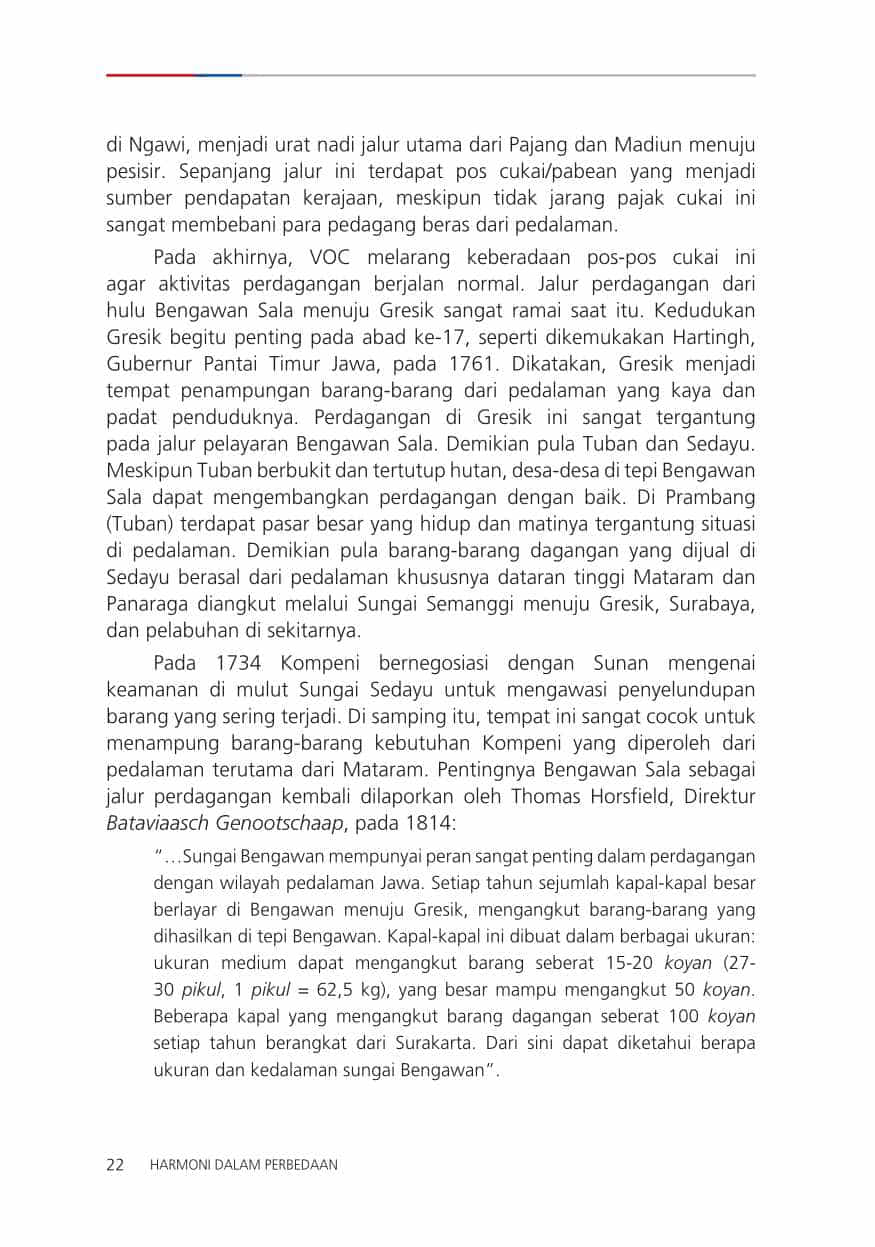 di Ngawi, menjadi urat nadi jalur utama dari Pajang dan Madiun menuju
pesisir. Sepanjang jalur ini terdapat pos cukai/pabean yang menjadi
sumber pendapatan kerajaan, meskipun tidak jarang pajak cukai ini
sangat membebani para pedagang beras dari pedalaman.
Pada akhirnya, VOC melarang keberadaan pos-pos cukai ini
agar aktivitas perdagangan berjalan normal. Jalur perdagangan dari
hulu Bengawan Sala menuju Gresik sangat ramai saat itu. Kedudukan
Gresik begitu penting pada abad ke-17, seperti dikemukakan Hartingh,
Gubernur Pantai Timur Jawa, pada 1761. Dikatakan, Gresik menjadi
tempat penampungan barang-barang dari pedalaman yang kaya dan
padat penduduknya. Perdagangan di Gresik ini sangat tergantung
pada jalur pelayaran Bengawan Sala. Demikian pula Tuban dan Sedayu.
Meskipun Tuban berbukit dan tertutup hutan, desa-desa di tepi Bengawan
Sala dapat mengembangkan perdagangan dengan baik. Di Prambang
(Tuban) terdapat pasar besar yang hidup dan matinya tergantung situasi
di pedalaman. Demikian pula barang-barang dagangan yang dijual di
Sedayu berasal dari pedalaman khususnya dataran tinggi Mataram dan
Panaraga diangkut melalui Sungai Semanggi menuju Gresik, Surabaya,
dan pelabuhan di sekitarnya.
Pada 1734 Kompeni bernegosiasi dengan Sunan mengenai
keamanan di mulut Sungai Sedayu untuk mengawasi penyelundupan
barang yang sering terjadi. Di samping itu, tempat ini sangat cocok untuk
menampung barang-barang kebutuhan Kompeni yang diperoleh dari
pedalaman terutama dari Mataram. Pentingnya Bengawan Sala sebagai
jalur perdagangan kembali dilaporkan oleh Thomas Horsfield, Direktur
Bataviaasch Genootschaap, pada 1814:
“…Sungai Bengawan mempunyai peran sangat penting dalam perdagangan
dengan wilayah pedalaman Jawa. Setiap tahun sejumlah kapal-kapal besar
berlayar di Bengawan menuju Gresik, mengangkut barang-barang yang
dihasilkan di tepi Bengawan. Kapal-kapal ini dibuat dalam berbagai ukuran:
ukuran medium dapat mengangkut barang seberat 15-20 koyan (27-
30 pikul, 1 pikul = 62,5 kg), yang besar mampu mengangkut 50 koyan.
Beberapa kapal yang mengangkut barang dagangan seberat 100 koyan
setiap tahun berangkat dari Surakarta. Dari sini dapat diketahui berapa
ukuran dan kedalaman sungai Bengawan”.
22 HARMONI DALAM PERBEDAAN